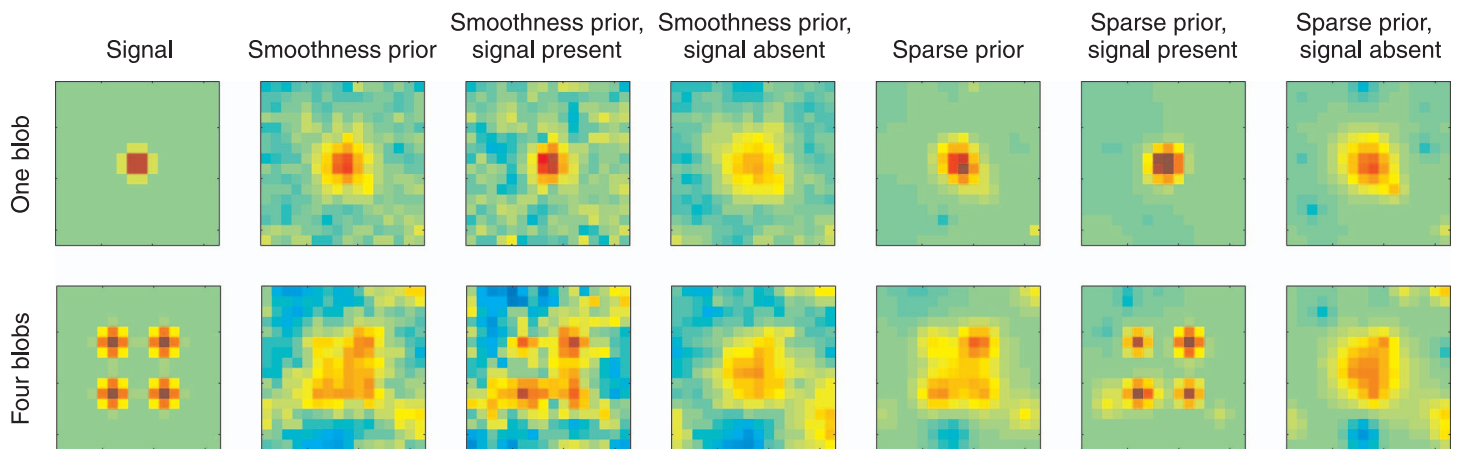 Signal
Smoothness prior
Smoothness prior,
signal present
Smoothness prior,
signal absent
Sparse prior
Sparse prior,
signal present
Sparse prior,
signal absent
One blob
Four blobs